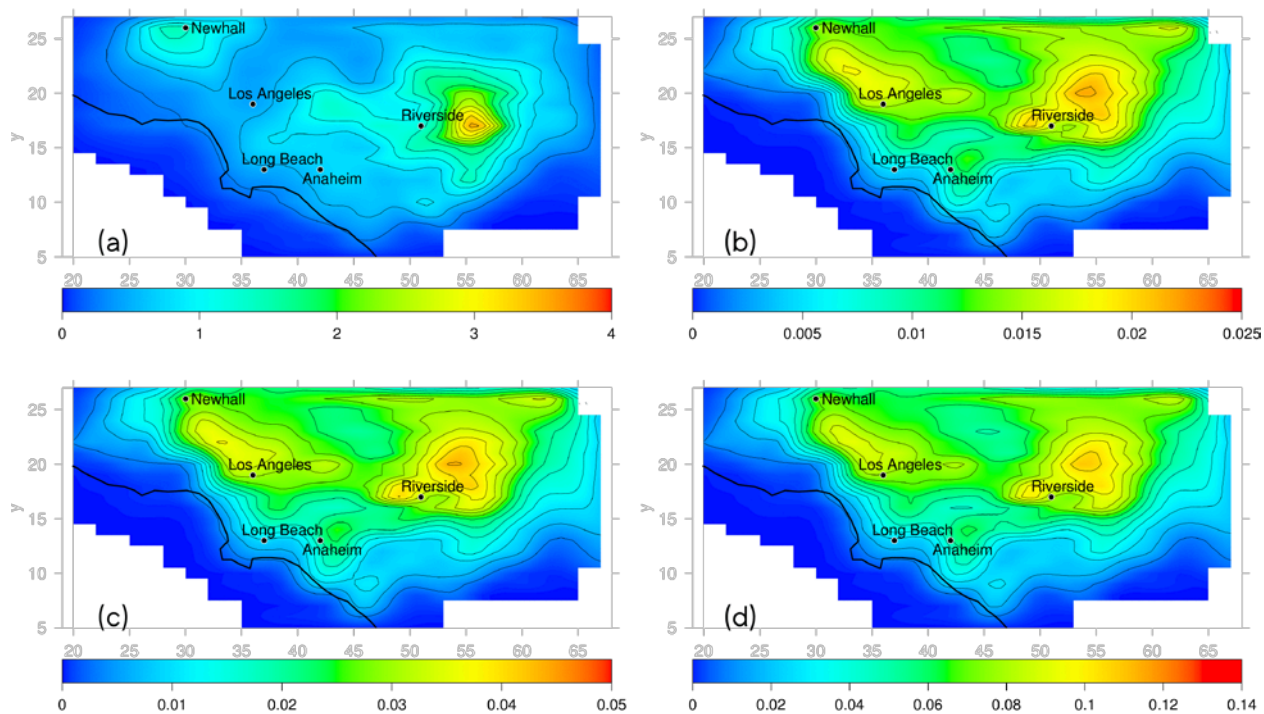 25
20
y
15
10
5
Newhall
Los Angeles
Riverside
Long Beach
Anaheim
(a)
20 25 30 35 40 45 50 55 60 65
0 1 2 3 4
25
20
y
15
10
5
Newhall
Los Angeles
Riverside
Long Beach
Anaheim
(b)
20 25 30 35 40 45 50 55 60 65
0 0.005 0.01 0.015 0.02 0.025
25
20
y
15
10
5
Newhall
Los Angeles
Riverside
Long Beach
Anaheim
(c)
20 25 30 35 40 45 50 55 60 65
0 0.01 0.02 0.03 0.04 0.05
25
20
y
15
10
5
Newhall
Los Angeles
Riverside
Long Beach
Anaheim
(d)
20 25 30 35 40 45 50 55 60 65
0 0.02 0.04 0.06 0.08 0.1 0.12 0.14